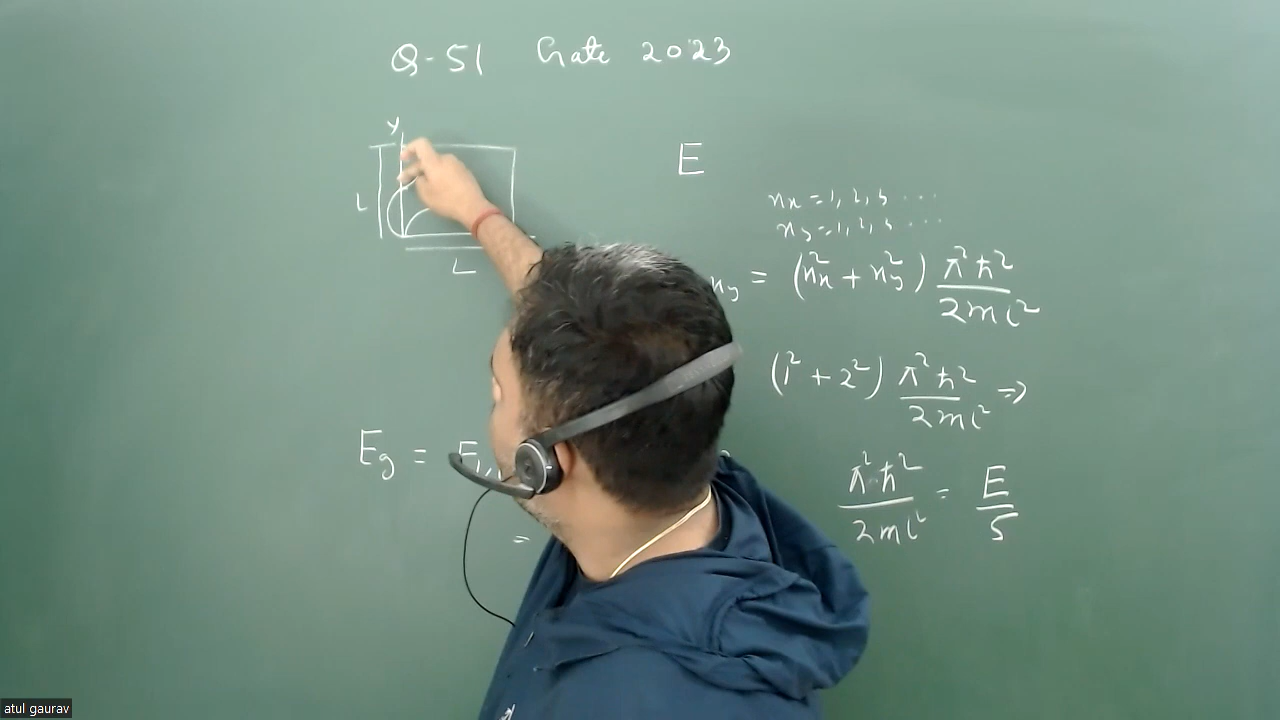 Q-51 Gate 2023
y
L
L
E
nx = 1, 2, 3 ...
ny = 1, 2, 3 ...
ny = (nx² + ny²) π²ħ² / 2mL²
(1² + 2²) π²ħ² / 2mL² ⇒
Eg = E1,
π²ħ² / 2mL² = E / 5
=
atul gaurav